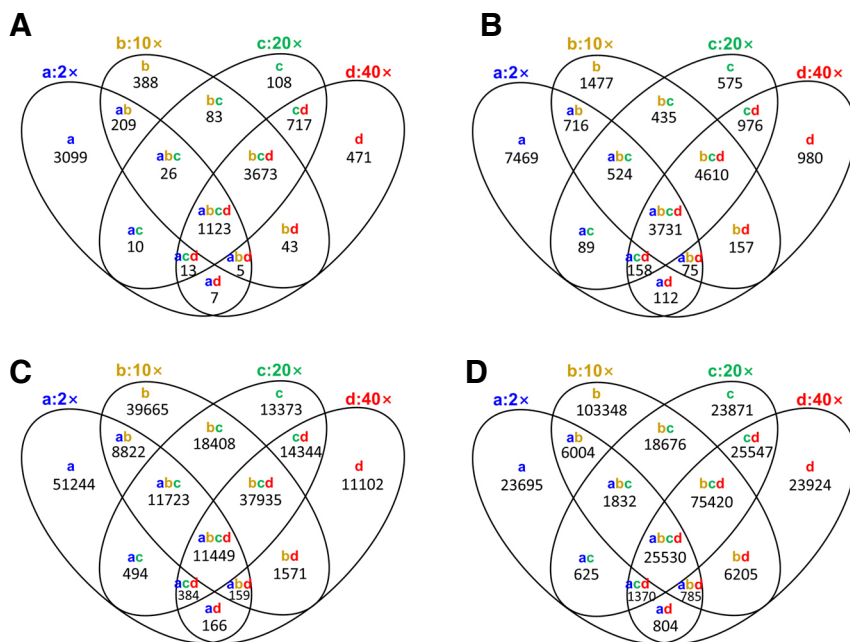 A
b:10×
c:20×
a:2×
d:40×
b
388
c
108
ab
209
bc
83
cd
717
a
3099
d
471
abc
26
bcd
3673
abcd
1123
ac
10
bd
43
acd
13
abd
5
ad
7
B
b:10×
c:20×
a:2×
d:40×
b
1477
c
575
ab
716
bc
435
cd
976
a
7469
d
980
abc
524
bcd
4610
abcd
3731
ac
89
bd
157
acd
158
abd
75
ad
112
C
b:10×
c:20×
a:2×
d:40×
b
39665
c
13373
ab
8822
bc
18408
cd
14344
a
51244
d
11102
abc
11723
bcd
37935
abcd
11449
ac
494
bd
1571
acd
384
abd
159
ad
166
D
b:10×
c:20×
a:2×
d:40×
b
103348
c
23871
ab
6004
bc
18676
cd
25547
a
23695
d
23924
abc
1832
bcd
75420
abcd
25530
ac
625
bd
6205
acd
1370
abd
785
ad
804